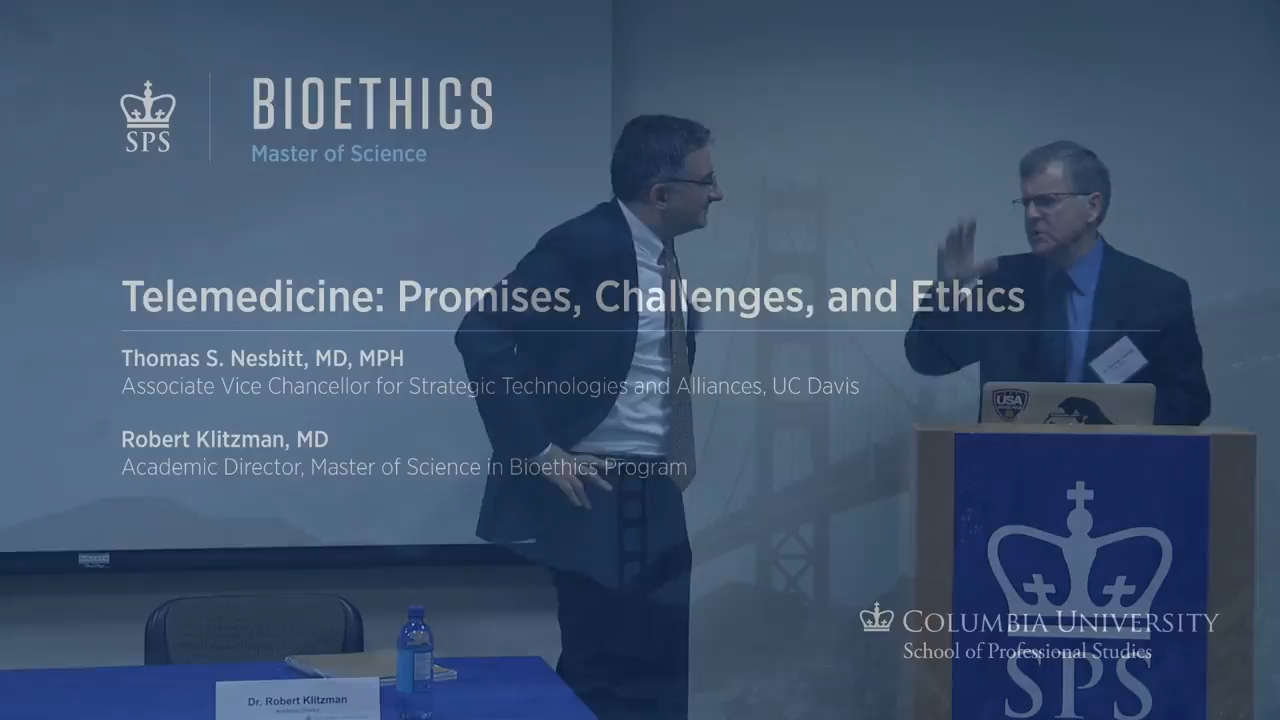 SPS
BIOETHICS
Master of Science
Telemedicine: Promises, Challenges, and Ethics
Thomas S. Nesbitt, MD, MPH
Associate Vice Chancellor for Strategic Technologies and Alliances, UC Davis
Robert Klitzman, MD
Academic Director, Master of Science in Bioethics Program
USA
COLUMBIA UNIVERSITY
School of Professional Studies
SPS
Dr. Robert Klitzman